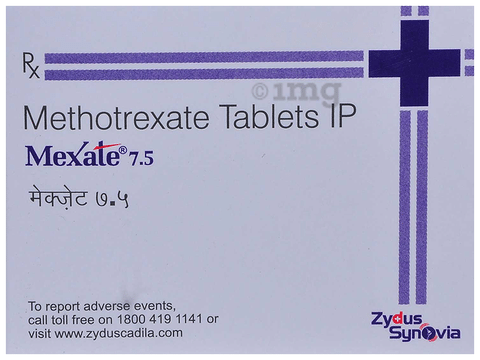 Rx
©1mg
Methotrexate Tablets IP
Mexate® 7.5
मेक्ज़ेट ७.५
To report adverse events,
call toll free on 1800 419 1141 or
visit www.zyduscadila.com
Zydus
Synovia